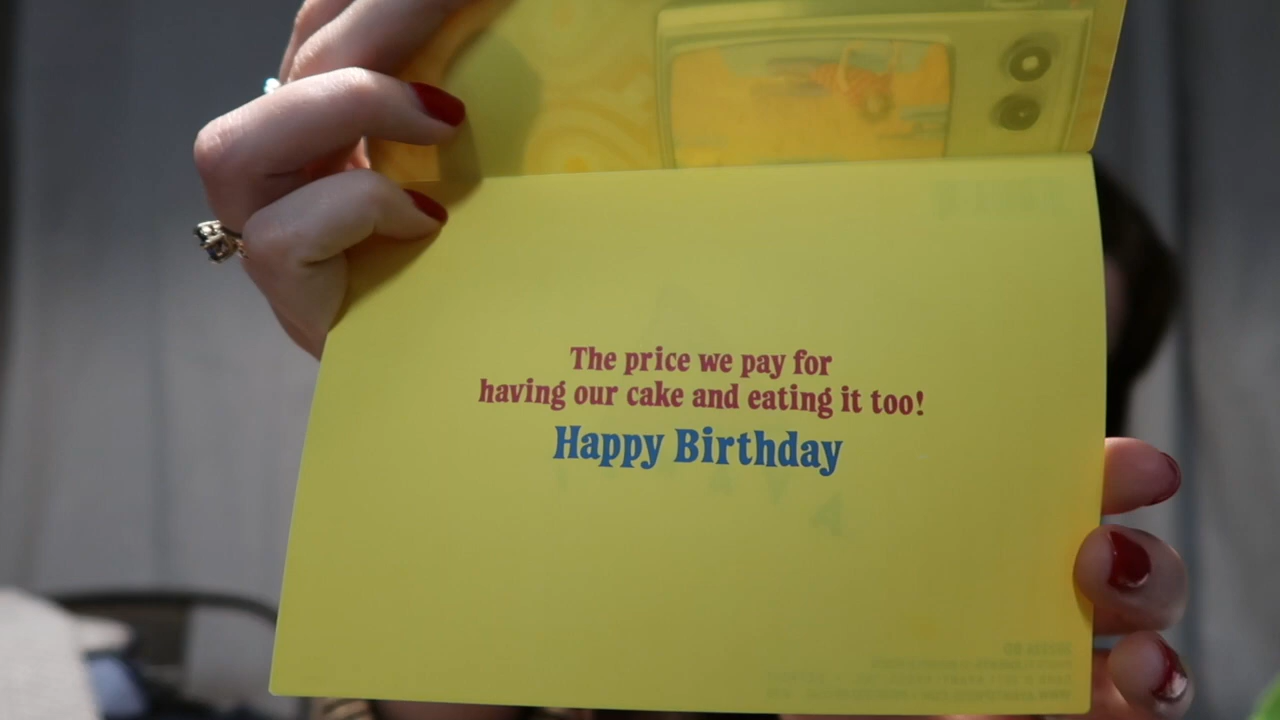 The price we pay for
having our cake and eating it too!
Happy Birthday